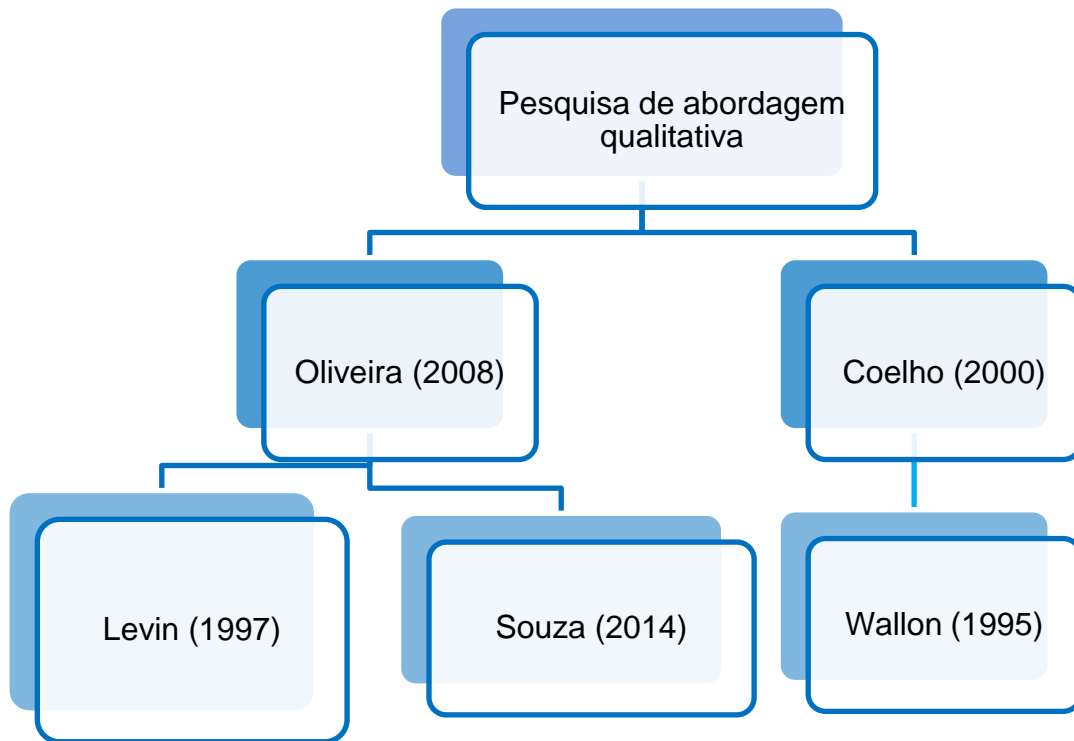 Pesquisa de abordagem
qualitativa
Oliveira (2008)
Coelho (2000)
Levin (1997)
Souza (2014)
Wallon (1995)